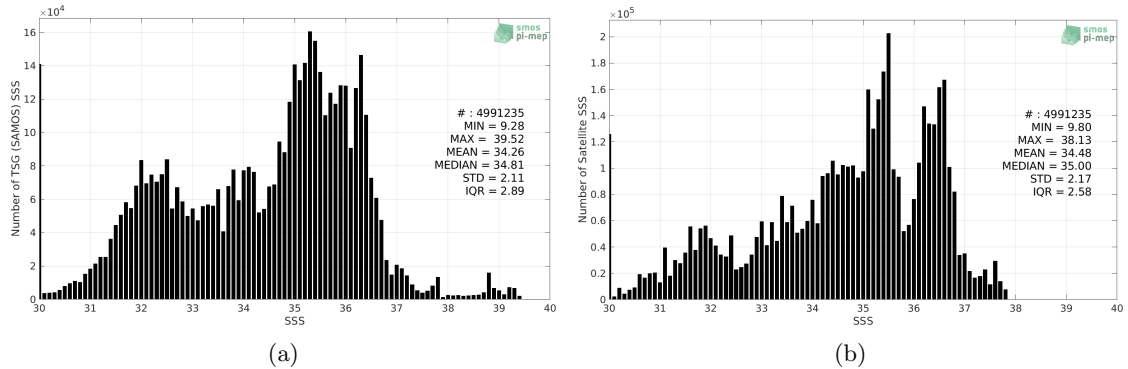 ×10⁴
16
14
12
10
8
6
4
2
0
Number of TSG (SAMOS) SSS
30 31 32 33 34 35 36 37 38 39 40
SSS
smos
pi-mep
# : 4991235
MIN = 9.28
MAX = 39.52
MEAN = 34.26
MEDIAN = 34.81
STD = 2.11
IQR = 2.89
(a)
×10⁵
2
1.8
1.6
1.4
1.2
1
0.8
0.6
0.4
0.2
0
Number of Satellite SSS
30 31 32 33 34 35 36 37 38 39 40
SSS
smos
pi-mep
# : 4991235
MIN = 9.80
MAX = 38.13
MEAN = 34.48
MEDIAN = 35.00
STD = 2.17
IQR = 2.58
(b)